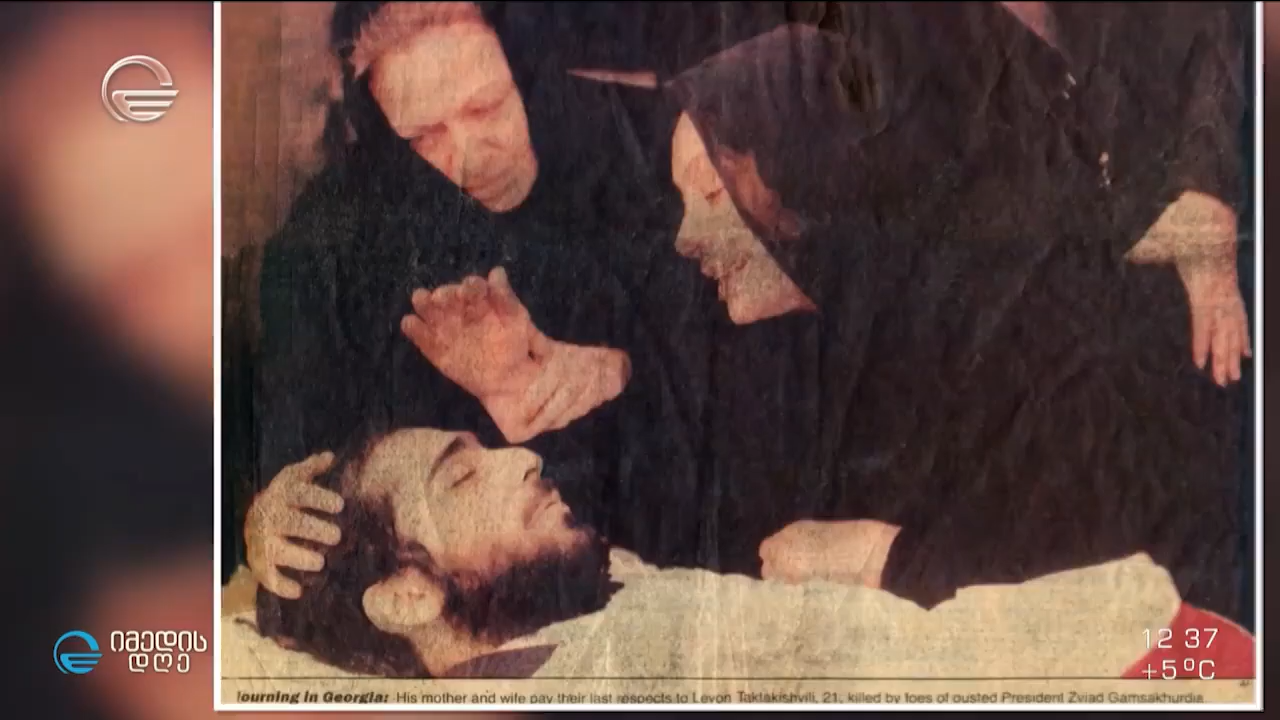 იმედის
დღე
12 37
+5°C
lourning in Georgia: His mother and wife pay their last respects to Levon Taktakishvili, 21, killed by foes of ousted President Zviad Gamsakhurdia